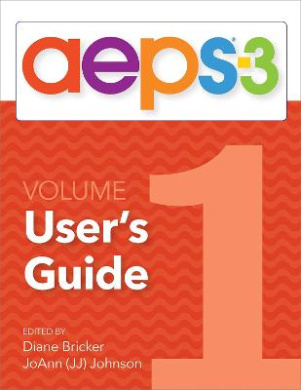 aeps®-3
VOLUME 1
User's
Guide
EDITED BY
Diane Bricker
JoAnn (JJ) Johnson